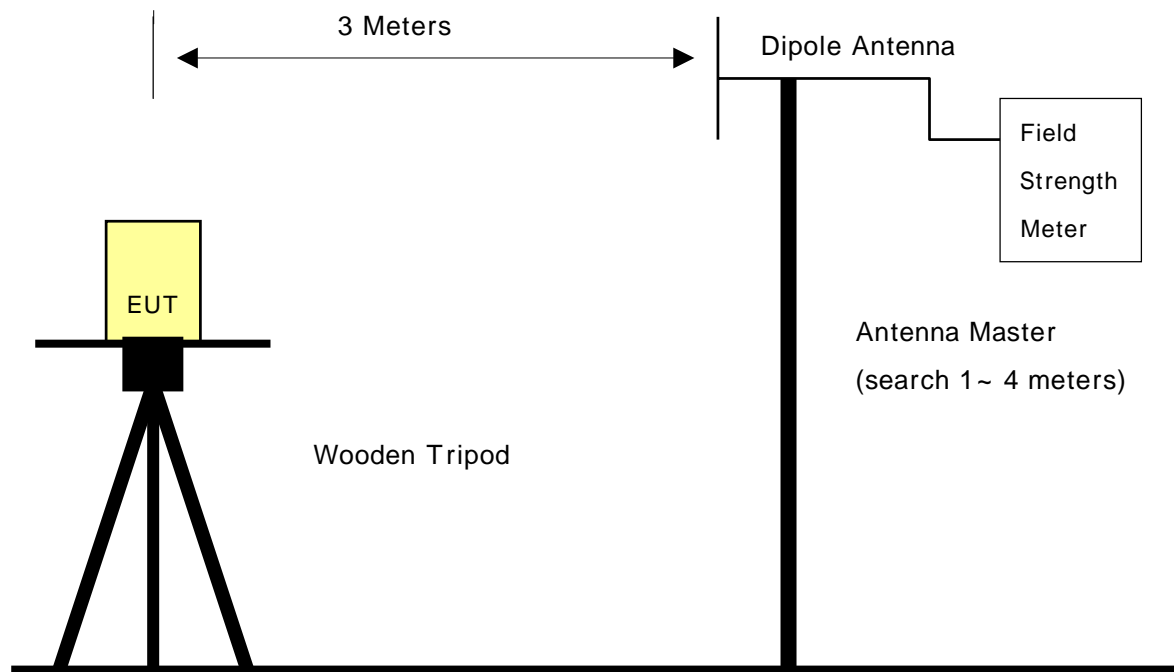 3 Meters
Dipole Antenna
Field
Strength
Meter
EUT
Antenna Master
(search 1~ 4 meters)
Wooden Tripod